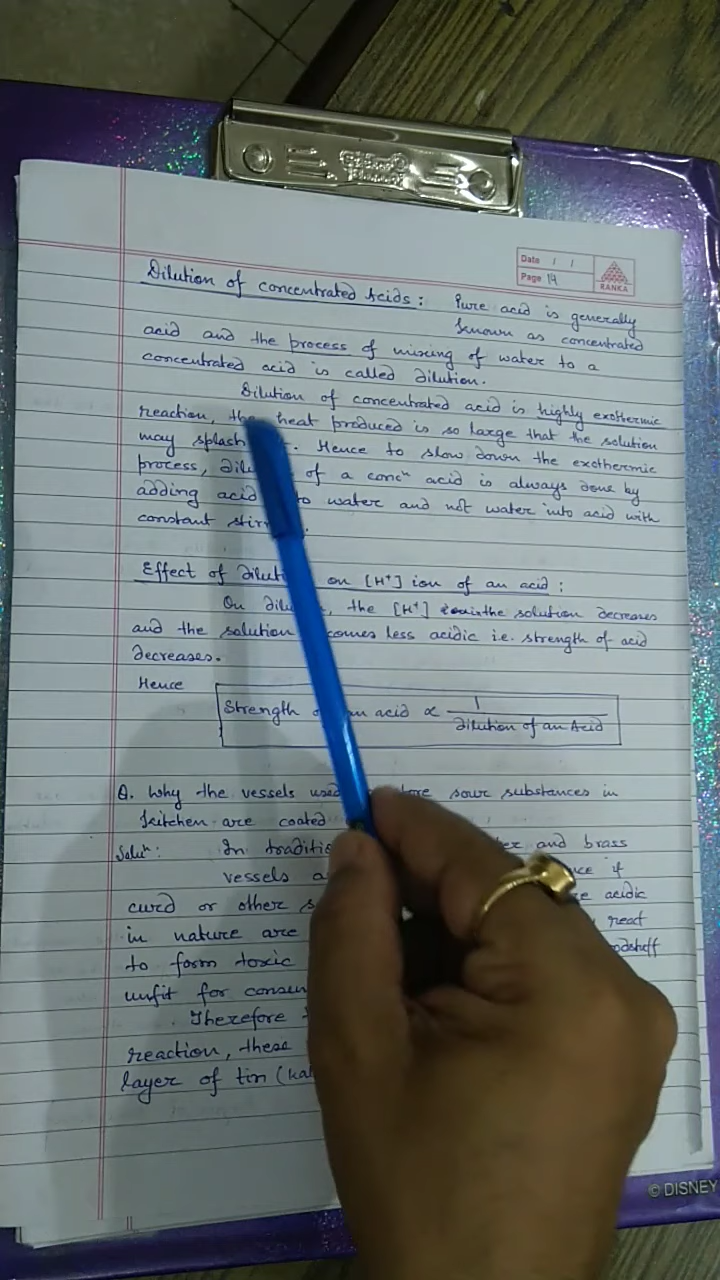 Date / /
Page 14
RANKA
Dilution of concentrated Acids : Pure acid is generally
known as concentrated
acid and the process of mixing of water to a
concentrated acid is called dilution.
Dilution of concentrated acid is highly exothermic
reaction, the heat produced is so large that the solution
may splash . Hence to slow down the exothermic
process, of a concⁿ acid is always done by
adding acid to water and not water into acid with
constant
Effect of on [H⁺] ion of an acid :
On , the [H⁺] in the solution decreases
and the solution comes less acidic i.e. strength of acid
decreases.
Hence
Strength an acid ∝ 1
Dilution of an Acid
Q. Why the vessels used sour substances in
kitchen are coated
Soluⁿ: In and brass
vessels if
curd or other acidic
in nature are react
to form toxic
unfit for
Therefore
reaction, these
layer of tin
© DISNEY